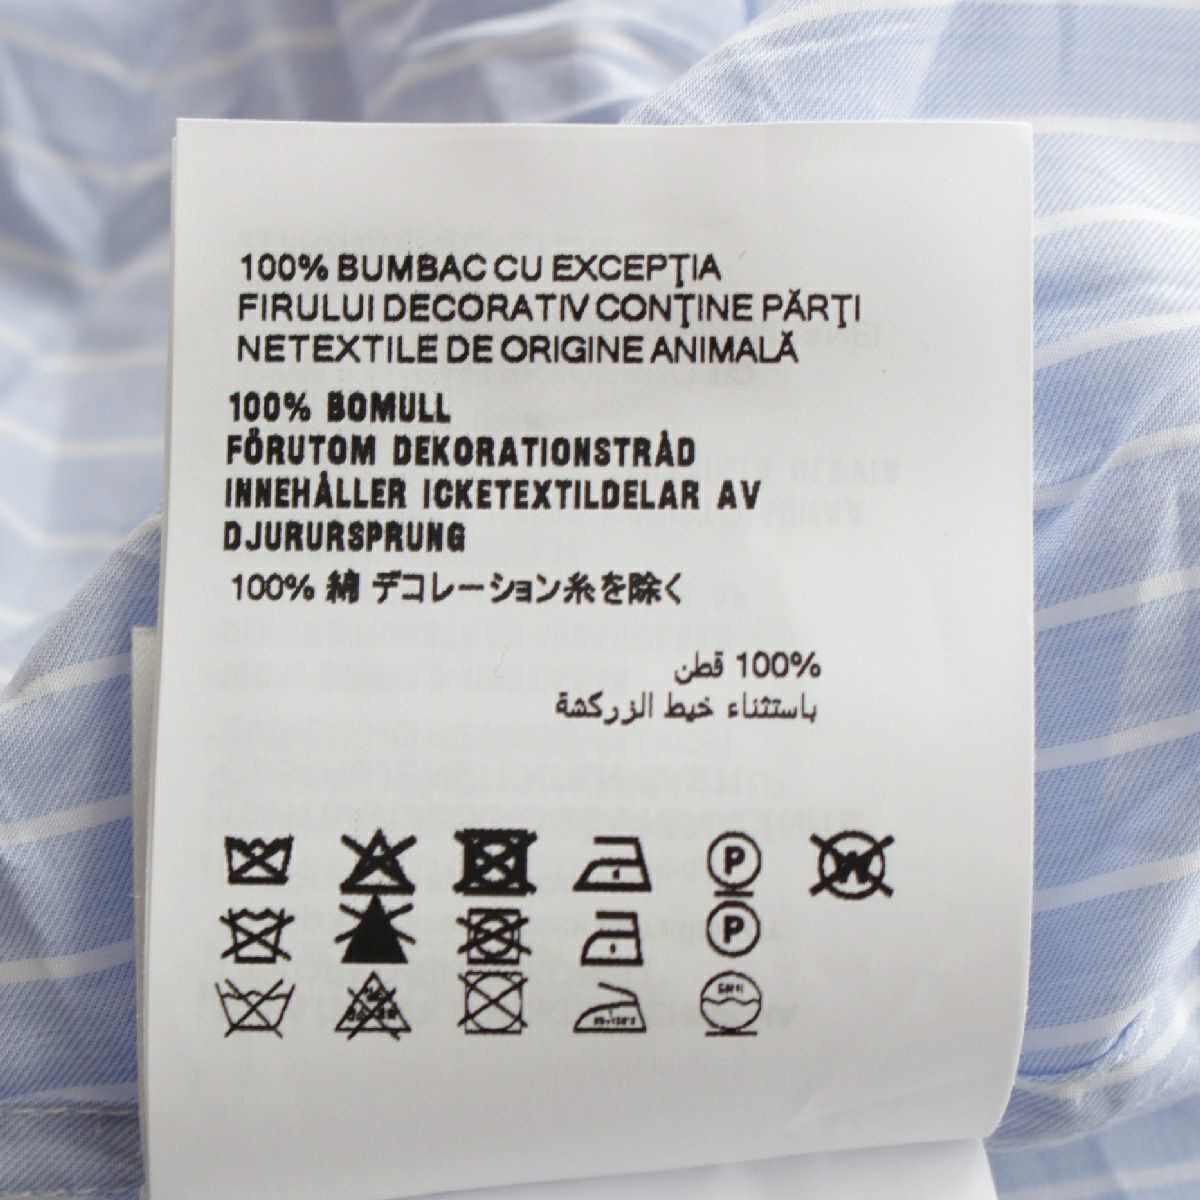 100% BUMBAC CU EXCEPŢIA
FIRULUI DECORATIV CONŢINE PĂRŢI
NETEXTILE DE ORIGINE ANIMALĂ
100% BOMULL
FÖRUTOM DEKORATIONSTRÅD
INNEHÅLLER ICKETEXTILDELAR AV
DJURURSPRUNG
100% 綿 デコレーション糸を除く
100% قطن
باستثناء خيط الزركشة
P W
P